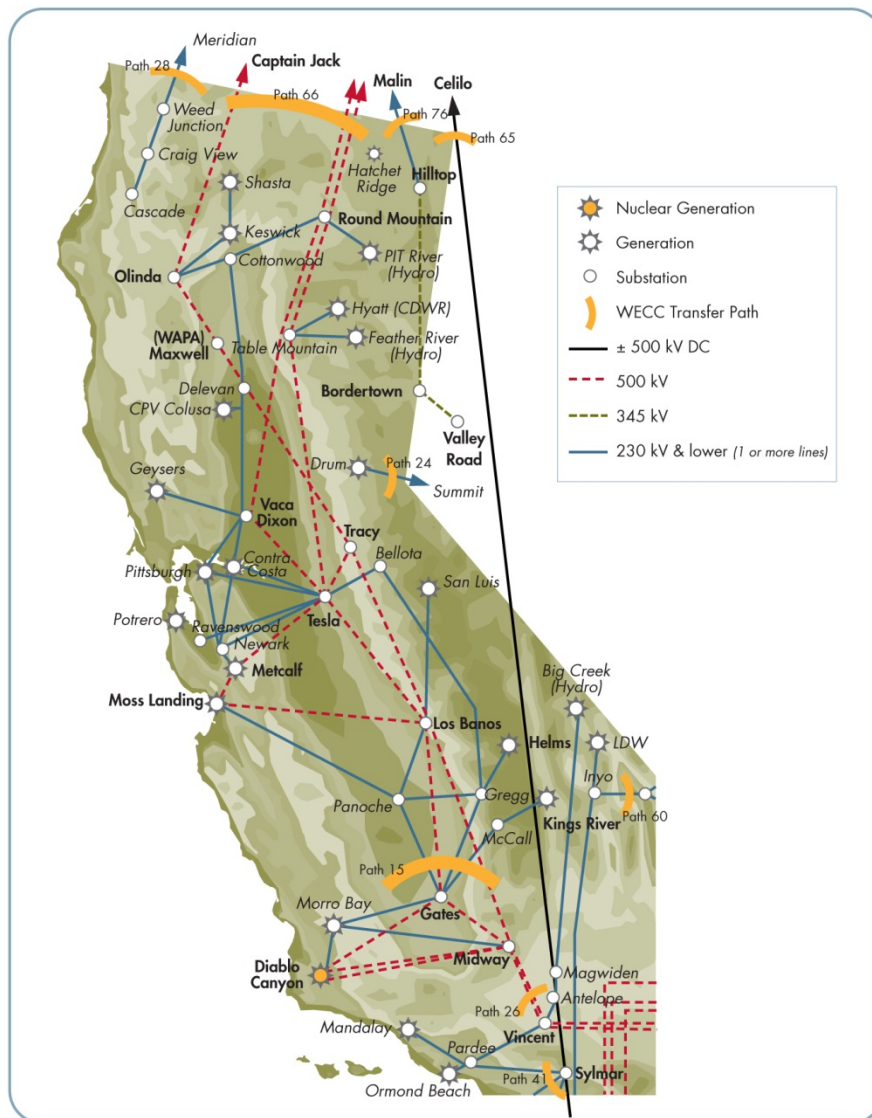 Meridian
Path 28
Captain Jack
Path 66
Malin
Path 76
Celilo
Path 65
Weed
Junction
Craig View
Cascade
Shasta
Keswick
Hatchet
Ridge
Hilltop
Round Mountain
Cottonwood
PIT River
(Hydro)
Olinda
Hyatt (CDWR)
(WAPA)
Maxwell
Table Mountain
Feather River
(Hydro)
Delevan
CPV Colusa
Bordertown
Valley
Road
Geysers
Drum
Path 24
Summit
Vaca
Dixon
Tracy
Bellota
Pittsburgh
Contra
Costa
San Luis
Potrero
Ravenswood
Newark
Tesla
Metcalf
Moss Landing
Los Banos
Big Creek
(Hydro)
Helms
LDW
Inyo
Panoche
Gregg
Kings River
Path 60
McCall
Path 15
Morro Bay
Gates
Diablo
Canyon
Midway
Magwiden
Antelope
Path 26
Vincent
Mandalay
Pardee
Ormond Beach
Path 41
Sylmar
Nuclear Generation
Generation
Substation
WECC Transfer Path
± 500 kV DC
500 kV
345 kV
230 kV & lower (1 or more lines)